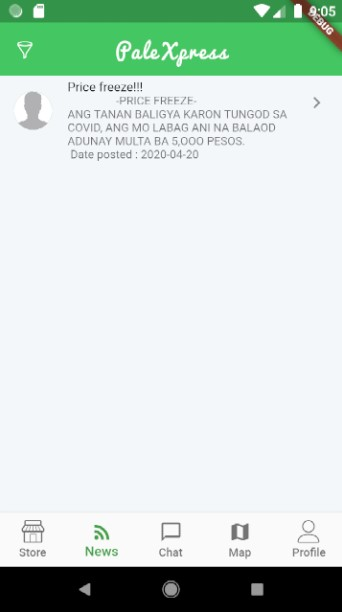 9:05
DEBUG
PaleXpress
Price freeze!!!
-PRICE FREEZE-
ANG TANAN BALIGYA KARON TUNGOD SA
COVID, ANG MO LABAG ANI NA BALAOD
ADUNAY MULTA BA 5,OOO PESOS.
Date posted : 2020-04-20
Store
News
Chat
Map
Profile